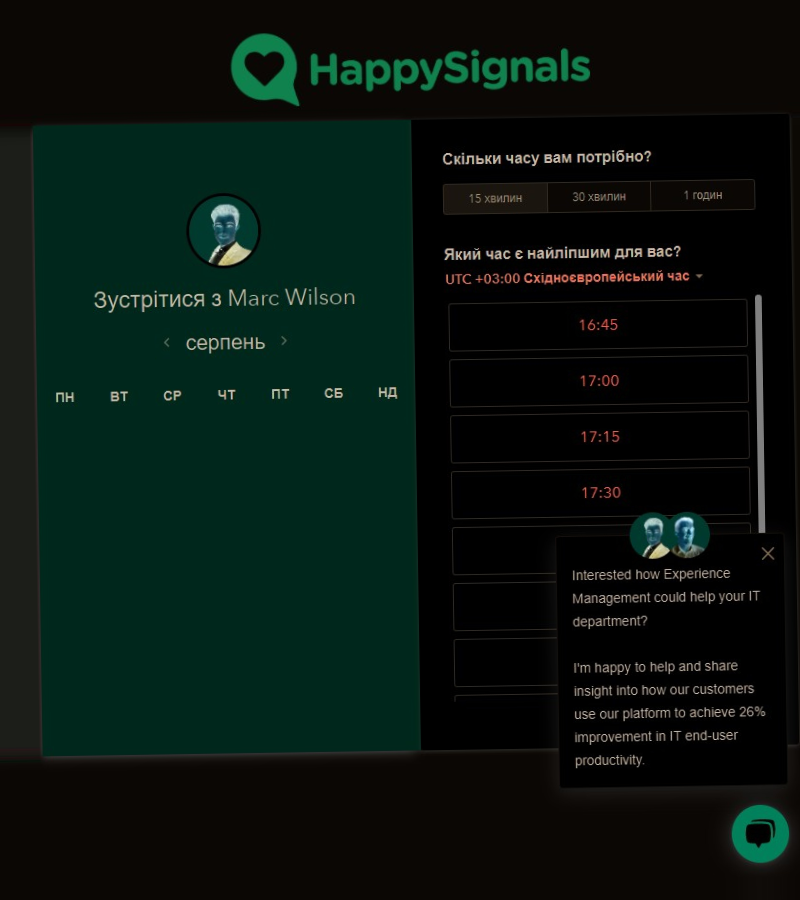 HappySignals
Зустрітися з Marc Wilson
серпень
ПН ВТ СР ЧТ ПТ СБ НД
Скільки часу вам потрібно?
15 хвилин 30 хвилин 1 годин
Який час є найліпшим для вас?
UTC +03:00 Східноєвропейський час
16:45
17:00
17:15
17:30
Interested how Experience
Management could help your IT
department?
I'm happy to help and share
insight into how our customers
use our platform to achieve 26%
improvement in IT end-user
productivity.